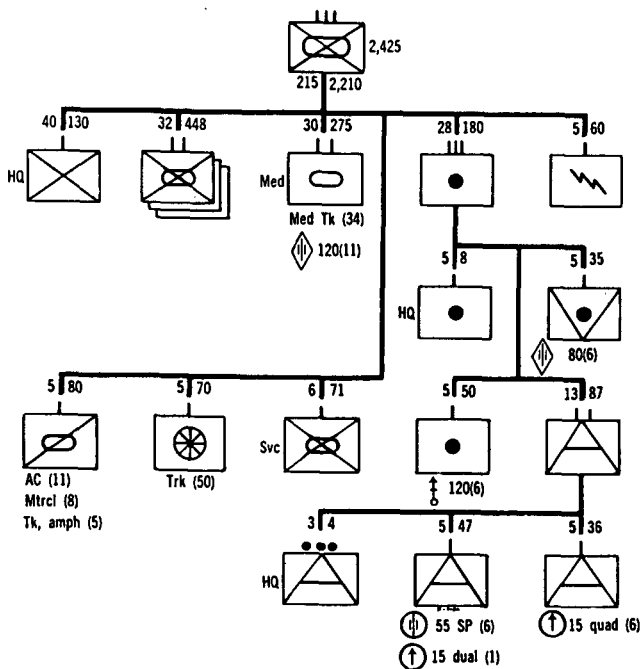 2,425
215 2,210
40 130
32 448
30 275
28 180
5 60
HQ
Med
Med Tk (34)
120(11)
5 8
5 35
HQ
80(6)
5 80
5 70
6 71
5 50
13 87
Svc
AC (11)
Mtrcl (8)
Tk, amph (5)
Trk (50)
120(6)
3 4
5 47
5 36
HQ
55 SP (6)
15 quad (6)
15 dual (1)